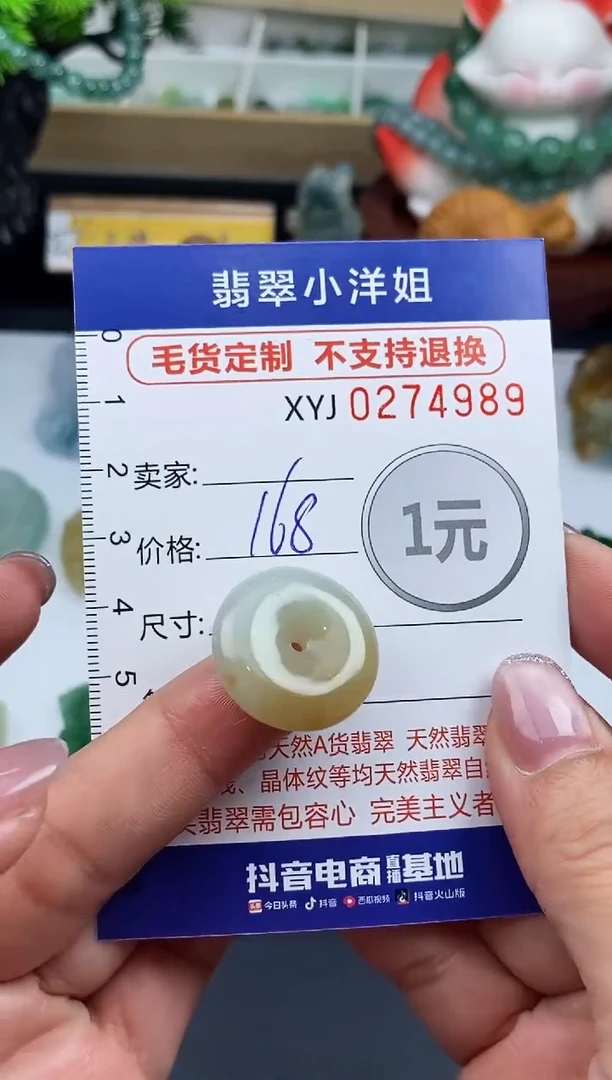 翡翠小洋姐
毛货定制 不支持退换
XYJ 0274989
0
1
2
3
4
5
卖家:
价格: 168
1元
尺寸:
天然A货翡翠 天然翡翠
、晶体纹等均天然翡翠自
翡翠需包容心 完美主义者
抖音电商直播基地
头条 今日头条 抖音 西瓜视频 抖音火山版